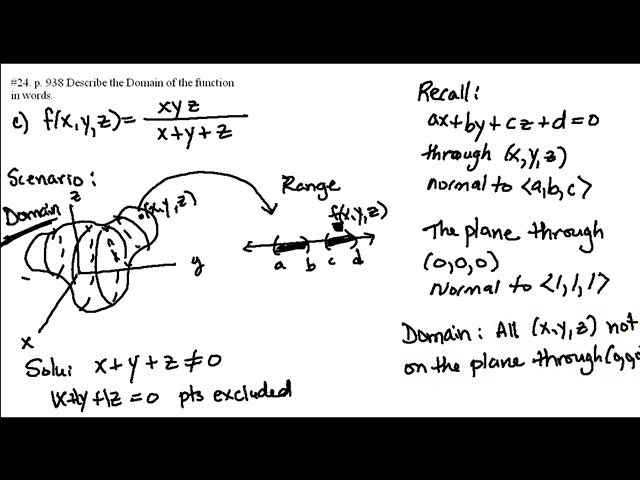 #24. p. 938 Describe the Domain of the function
in words.
e) f(x,y,z) = xyz / x+y+z
Scenario:
Domain
z
(x,y,z)
y
x
Range
f(x,y,z)
a b c d
Soln: x+y+z≠0
1x+1y+1z=0 pts excluded
Recall:
ax+by+cz+d=0
through (x,y,z)
normal to <a,b,c>
The plane through
(0,0,0)
normal to <1,1,1>
Domain: All (x,y,z) not
on the plane through (0,0,0